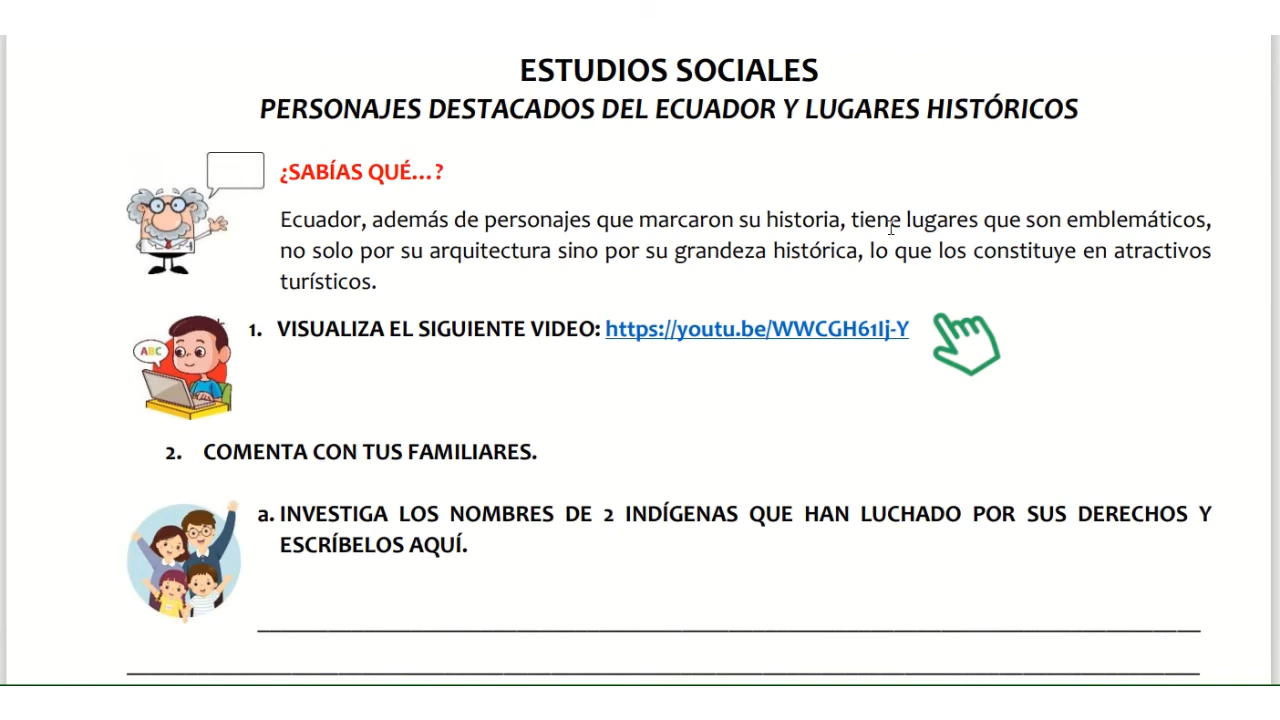 ESTUDIOS SOCIALES
PERSONAJES DESTACADOS DEL ECUADOR Y LUGARES HISTÓRICOS
¿SABÍAS QUÉ...?
Ecuador, además de personajes que marcaron su historia, tiene lugares que son emblemáticos,
no solo por su arquitectura sino por su grandeza histórica, lo que los constituye en atractivos
turísticos.
1. VISUALIZA EL SIGUIENTE VIDEO: https://youtu.be/WWCGH61Ij-Y
ABC
2. COMENTA CON TUS FAMILIARES.
a. INVESTIGA LOS NOMBRES DE 2 INDÍGENAS QUE HAN LUCHADO POR SUS DERECHOS Y
ESCRÍBELOS AQUÍ.